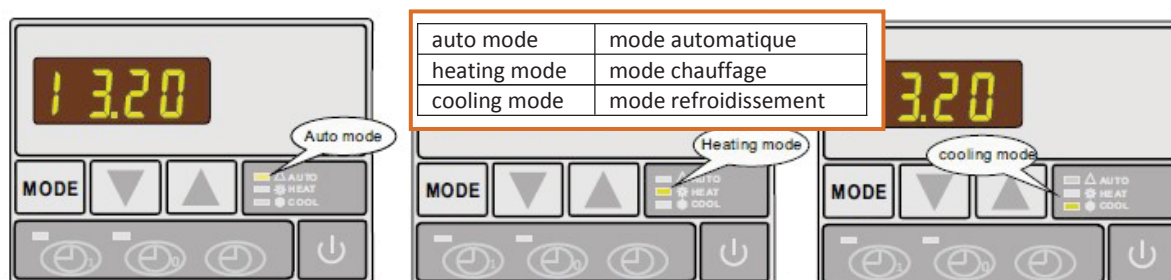 1 3.20
Auto mode
MODE
AUTO
HEAT
COOL
auto mode mode automatique
heating mode mode chauffage
cooling mode mode refroidissement
Heating mode
MODE
AUTO
HEAT
COOL
3.20
cooling mode
MODE
AUTO
HEAT
COOL